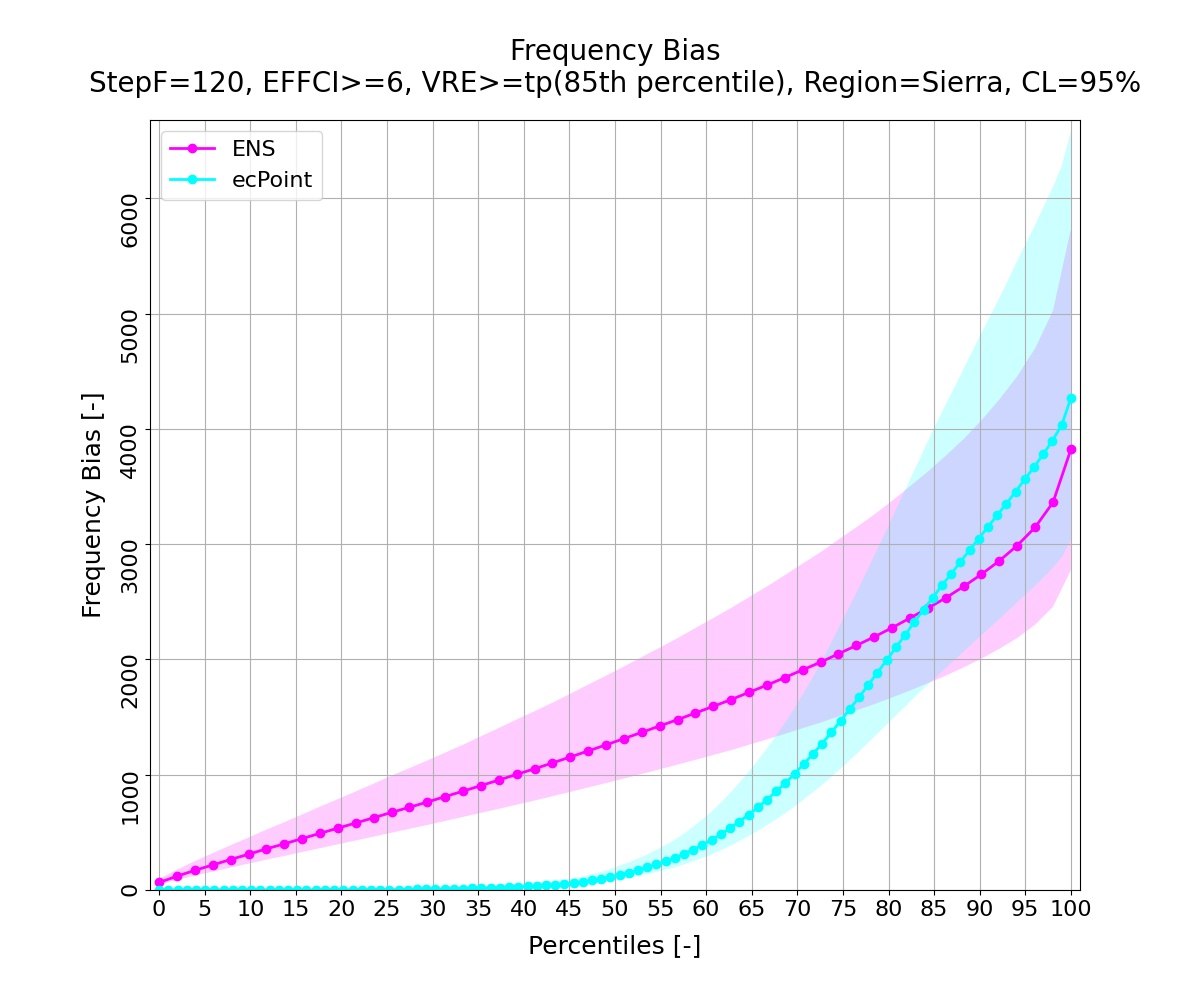 Frequency Bias
StepF=120, EFFCI>=6, VRE>=tp(85th percentile), Region=Sierra, CL=95%
ENS
ecPoint
Frequency Bias [-]
6000
5000
4000
3000
2000
1000
0
0 5 10 15 20 25 30 35 40 45 50 55 60 65 70 75 80 85 90 95 100
Percentiles [-]